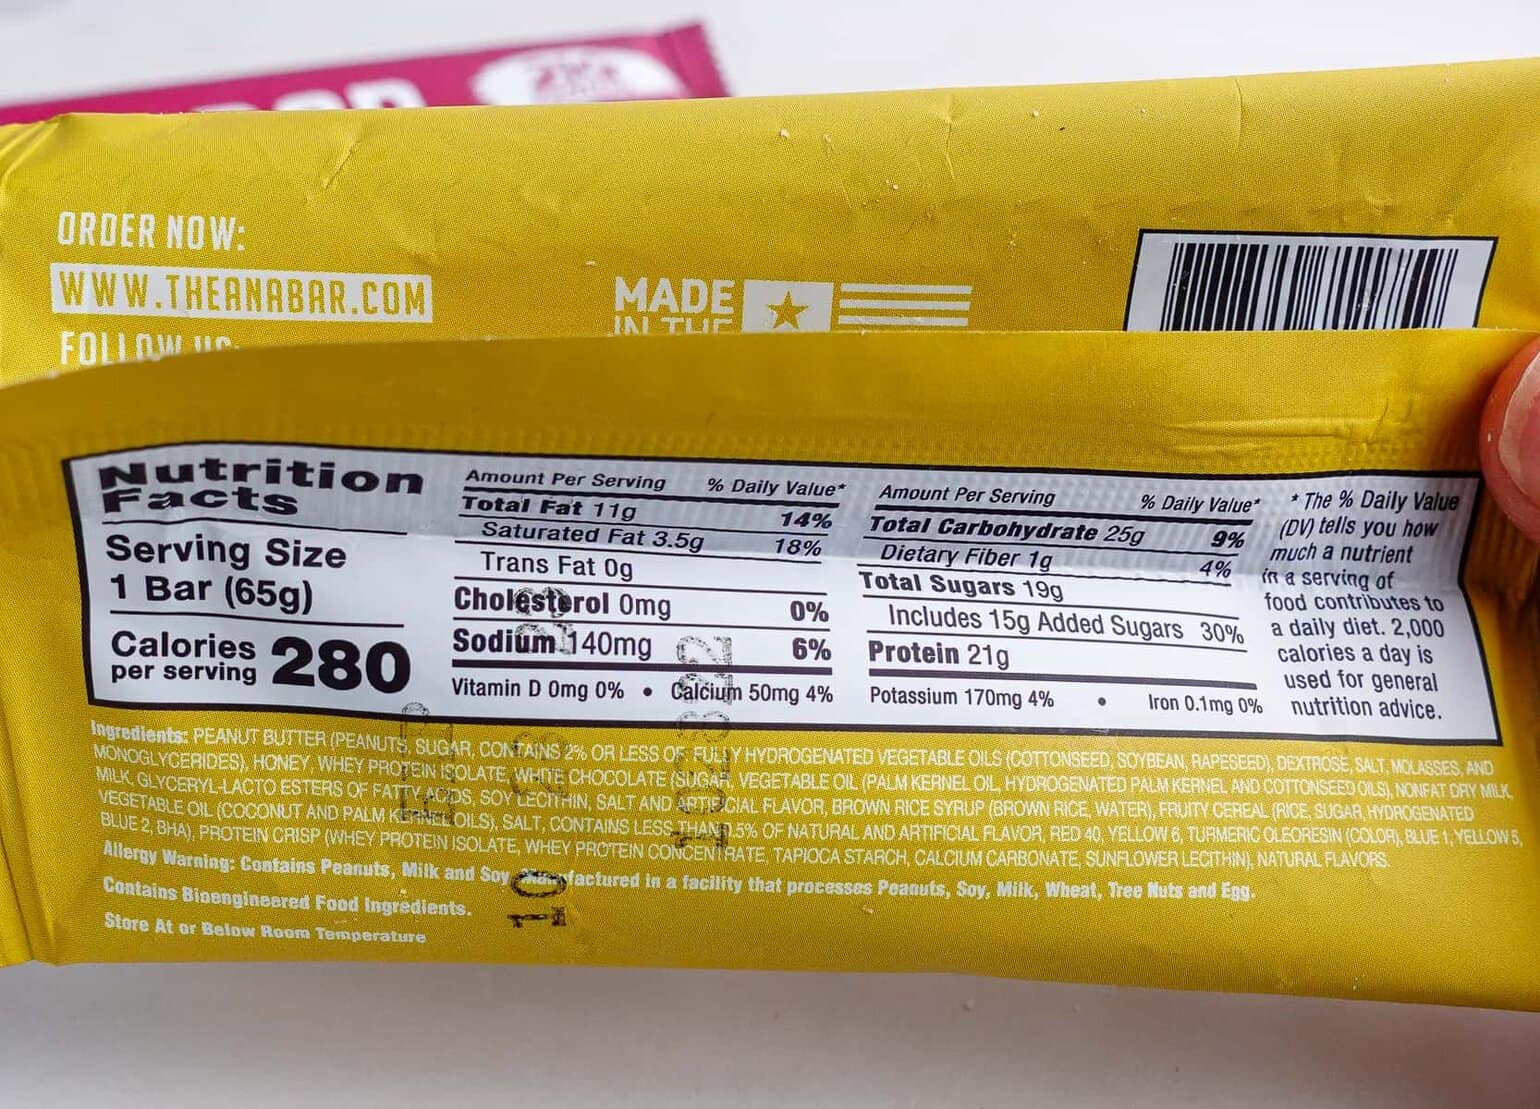 ORDER NOW:
WWW.THEANABAR.COM
FOLLOW US:
MADE
IN THE
Nutrition
Facts
Serving Size
1 Bar (65g)
Calories
per serving
280
Amount Per Serving % Daily Value*
Total Fat 11g 14%
Saturated Fat 3.5g 18%
Trans Fat 0g
Cholesterol 0mg 0%
Sodium 140mg 6%
Vitamin D 0mg 0% • Calcium 50mg 4%
Amount Per Serving % Daily Value*
Total Carbohydrate 25g 9%
Dietary Fiber 1g 4%
Total Sugars 19g
Includes 15g Added Sugars 30%
Protein 21g
Potassium 170mg 4% • Iron 0.1mg 0%
* The % Daily Value
(DV) tells you how
much a nutrient
in a serving of
food contributes to
a daily diet. 2,000
calories a day is
used for general
nutrition advice.
Ingredients: PEANUT BUTTER (PEANUTS, SUGAR, CONTAINS 2% OR LESS OF: FULLY HYDROGENATED VEGETABLE OILS (COTTONSEED, SOYBEAN, RAPESEED), DEXTROSE, SALT, MOLASSES, AND
MONOGLYCERIDES), HONEY, WHEY PROTEIN ISOLATE, WHITE CHOCOLATE (SUGAR, VEGETABLE OIL (PALM KERNEL OIL, HYDROGENATED PALM KERNEL AND COTTONSEED OILS), NONFAT DRY MILK,
MILK, GLYCERYL-LACTO ESTERS OF FATTY ACIDS, SOY LECITHIN, SALT AND ARTIFICIAL FLAVOR, BROWN RICE SYRUP (BROWN RICE, WATER), FRUITY CEREAL (RICE, SUGAR, HYDROGENATED
VEGETABLE OIL (COCONUT AND PALM KERNEL OILS), SALT, CONTAINS LESS THAN 0.5% OF NATURAL AND ARTIFICIAL FLAVOR, RED 40, YELLOW 6, TURMERIC OLEORESIN (COLOR), BLUE 1, YELLOW 5,
BLUE 2, BHA), PROTEIN CRISP (WHEY PROTEIN ISOLATE, WHEY PROTEIN CONCENTRATE, TAPIOCA STARCH, CALCIUM CARBONATE, SUNFLOWER LECITHIN), NATURAL FLAVORS.
Allergy Warning: Contains Peanuts, Milk and Soy. Manufactured in a facility that processes Peanuts, Soy, Milk, Wheat, Tree Nuts and Egg.
Contains Bioengineered Food Ingredients.
Store At or Below Room Temperature
102822